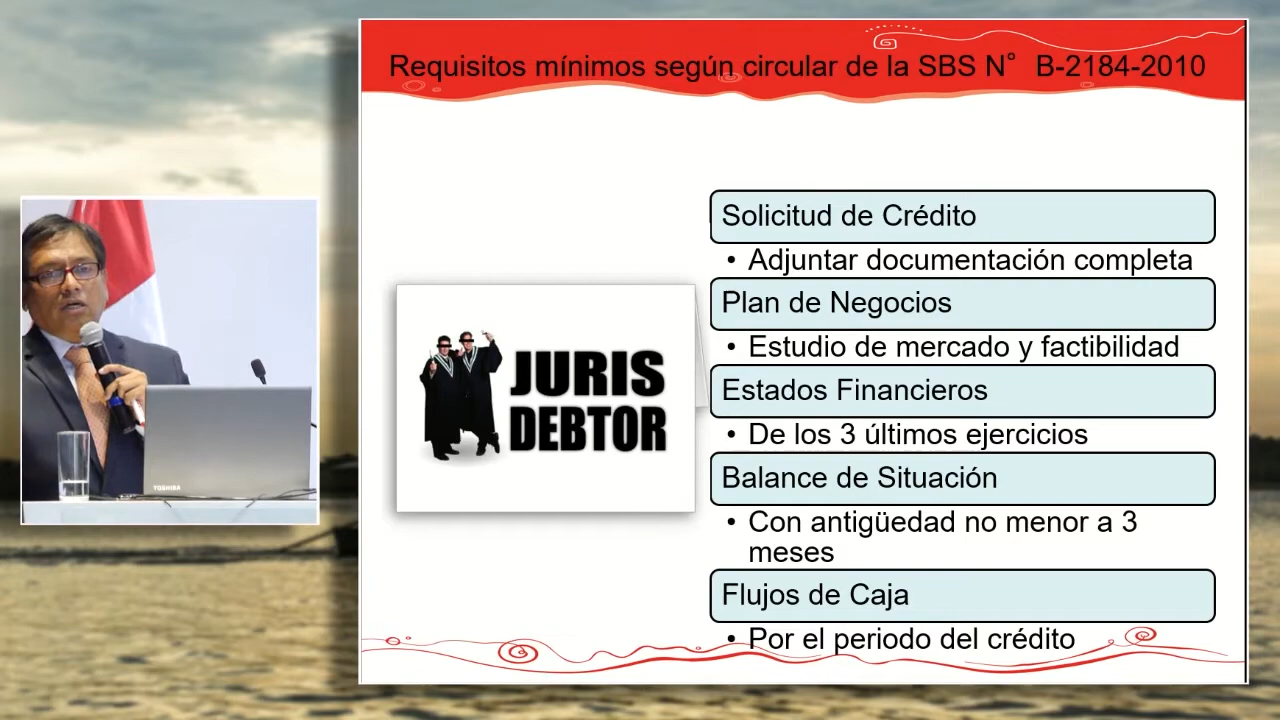 Requisitos mínimos según circular de la SBS N° B-2184-2010
Solicitud de Crédito
• Adjuntar documentación completa
Plan de Negocios
• Estudio de mercado y factibilidad
Estados Financieros
• De los 3 últimos ejercicios
Balance de Situación
• Con antigüedad no menor a 3
meses
Flujos de Caja
• Por el periodo del crédito
JURIS
DEBTOR
TOSHIBA